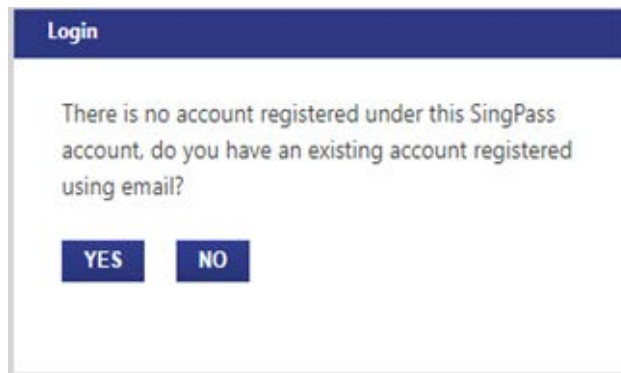 Login
There is no account registered under this SingPass
account, do you have an existing account registered
using email?
YES NO